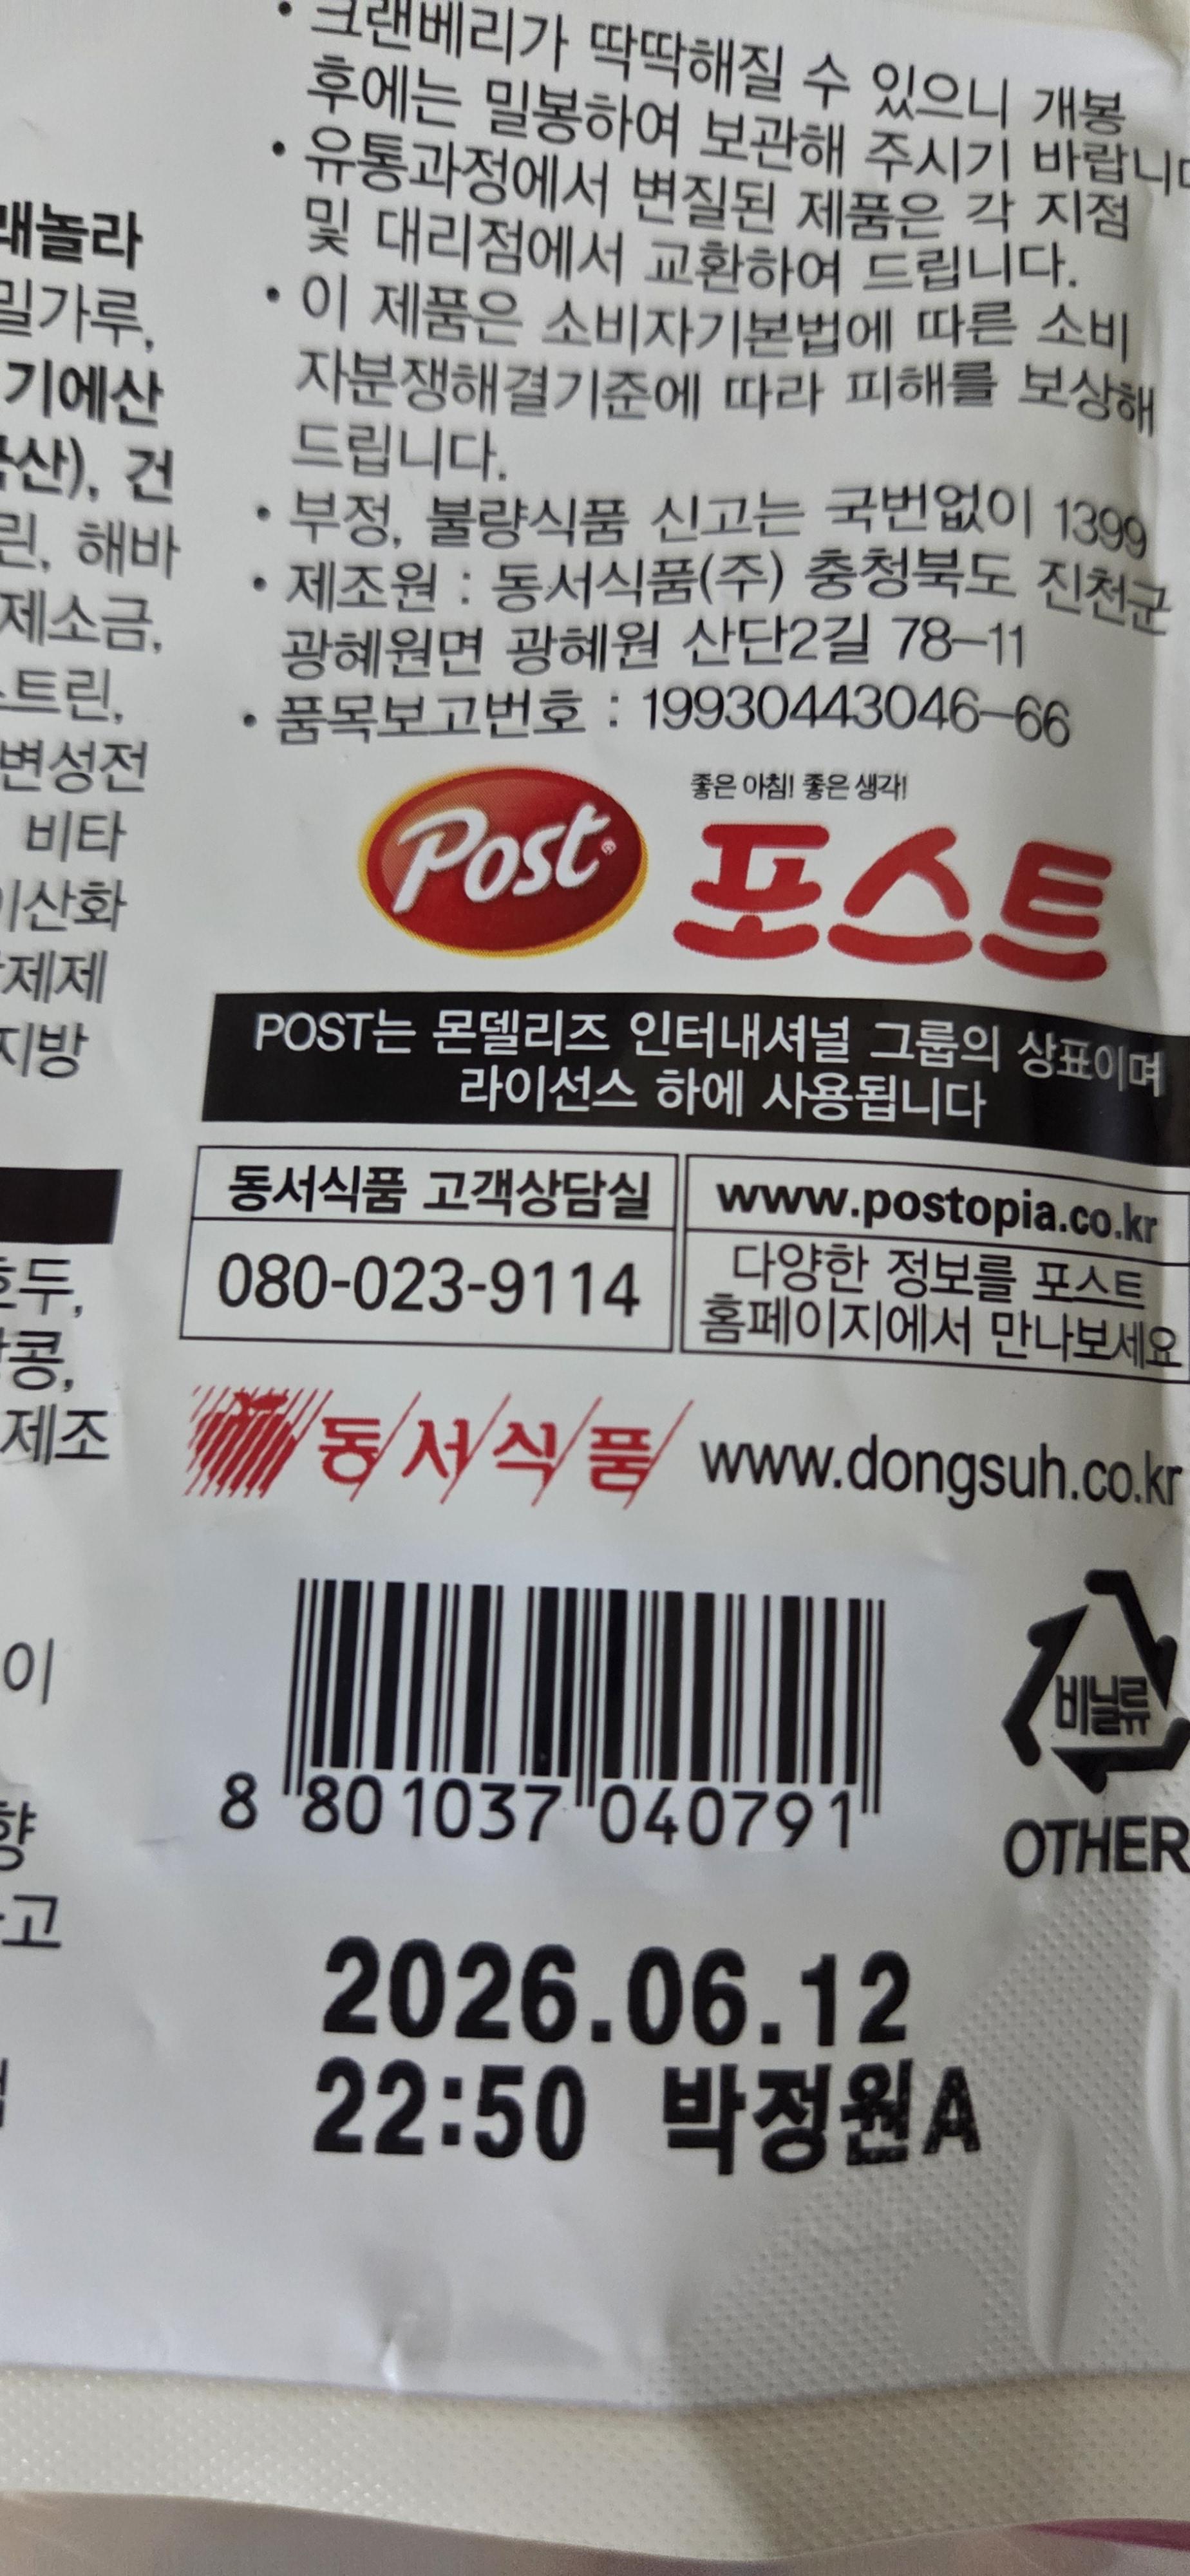 • 크랜베리가 딱딱해질 수 있으니 개봉
후에는 밀봉하여 보관해 주시기 바랍니다
• 유통과정에서 변질된 제품은 각 지점
및 대리점에서 교환하여 드립니다.
• 이 제품은 소비자기본법에 따른 소비
자분쟁해결기준에 따라 피해를 보상해
드립니다.
• 부정, 불량식품 신고는 국번없이 1399
• 제조원 : 동서식품(주) 충청북도 진천군
광혜원면 광혜원 산단2길 78-11
• 품목보고번호 : 19930443046-66
래놀라
밀가루,
기에산
산), 건
린, 해바
제소금,
스트린,
변성전
비타
이산화
제제
지방
호두,
콩,
제조
이
향
고
Post
좋은 아침! 좋은 생각!
포스트
POST는 몬델리즈 인터내셔널 그룹의 상표이며
라이선스 하에 사용됩니다
동서식품 고객상담실
080-023-9114
www.postopia.co.kr
다양한 정보를 포스트
홈페이지에서 만나보세요
동서식품 www.dongsuh.co.kr
8 801037 040791
비닐류
OTHER
2026.06.12
22:50 박정원A